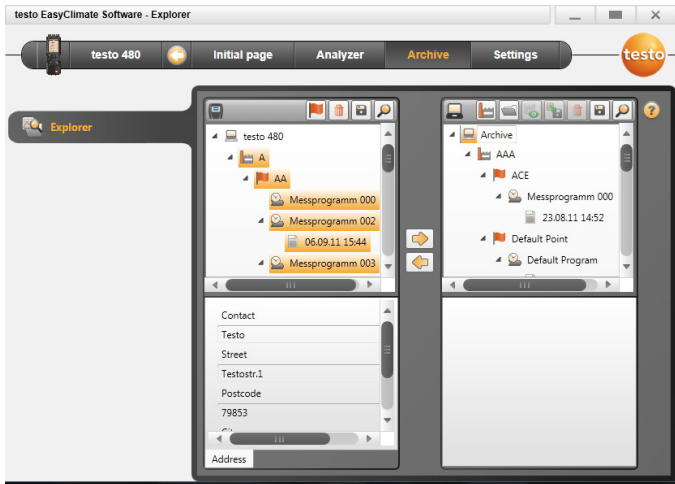 testo EasyClimate Software - Explorer
testo 480
Initial page
Analyzer
Archive
Settings
testo
Explorer
testo 480
A
AA
Messprogramm 000
Messprogramm 002
06.09.11 15:44
Messprogramm 003
Contact
Testo
Street
Testostr.1
Postcode
79853
Address
Archive
AAA
ACE
Messprogramm 000
23.08.11 14:52
Default Point
Default Program
?